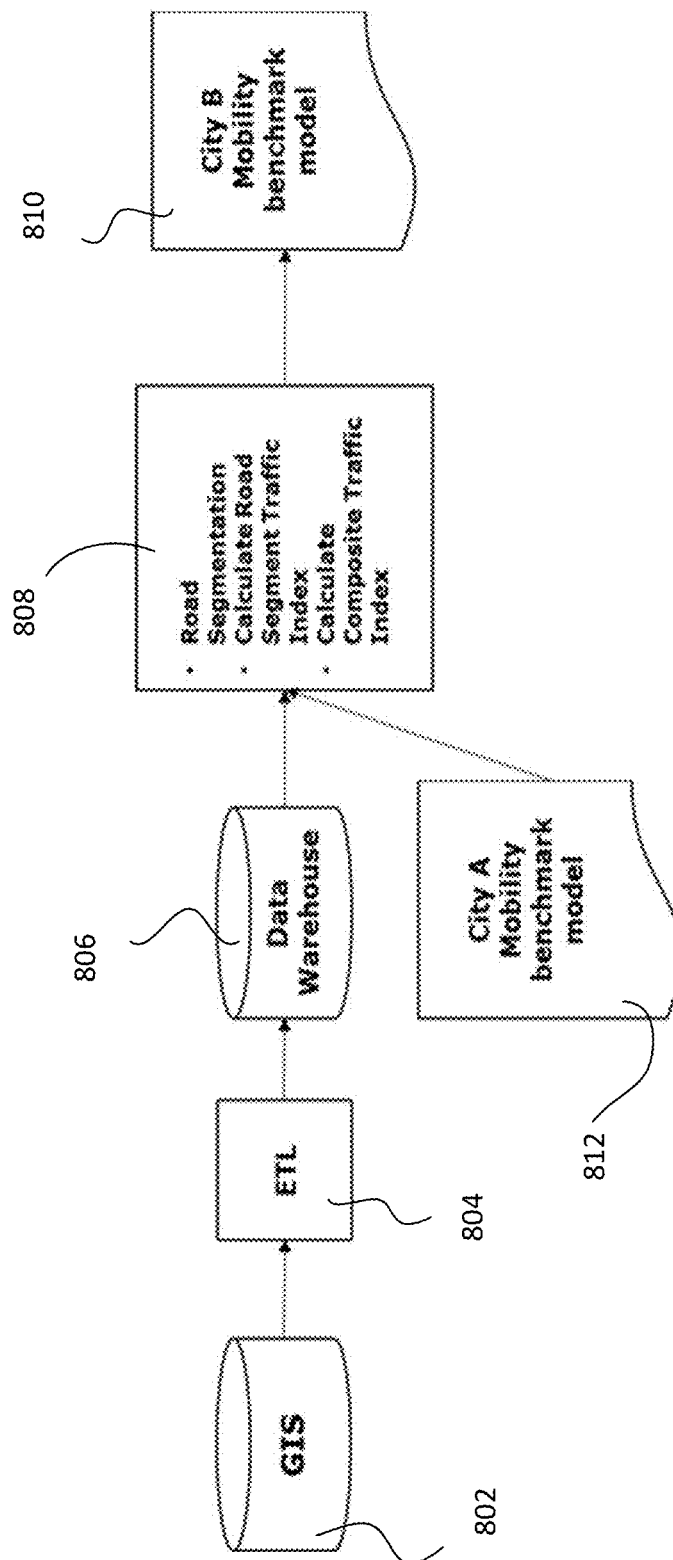 802
GIS
804
ETL
806
Data
Warehouse
812
City A
Mobility
benchmark
model
808
• Road
Segmentation
• Calculate Road
Segment Traffic
Index
• Calculate
Composite Traffic
Index
810
City B
Mobility
benchmark
model